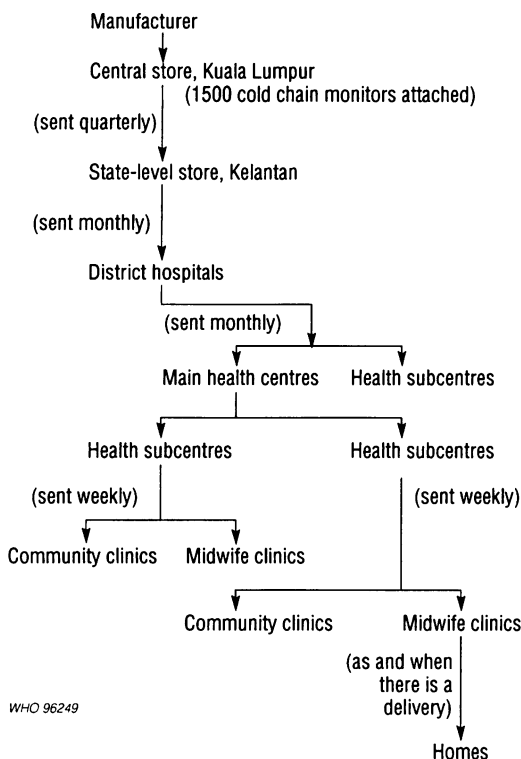 Manufacturer
Central store, Kuala Lumpur
(1500 cold chain monitors attached)
(sent quarterly)
State-level store, Kelantan
(sent monthly)
District hospitals
(sent monthly)
Main health centres
Health subcentres
Health subcentres
Health subcentres
(sent weekly)
(sent weekly)
Community clinics
Midwife clinics
Community clinics
Midwife clinics
(as and when
there is a
delivery)
WHO 96249
Homes